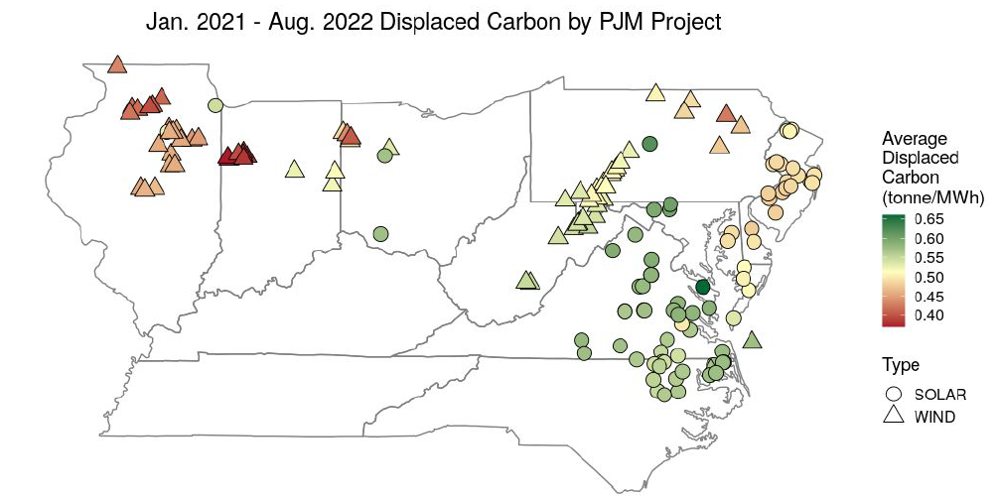 Jan. 2021 - Aug. 2022 Displaced Carbon by PJM Project
Average
Displaced
Carbon
(tonne/MWh)
0.65
0.60
0.55
0.50
0.45
0.40
Type
SOLAR
WIND